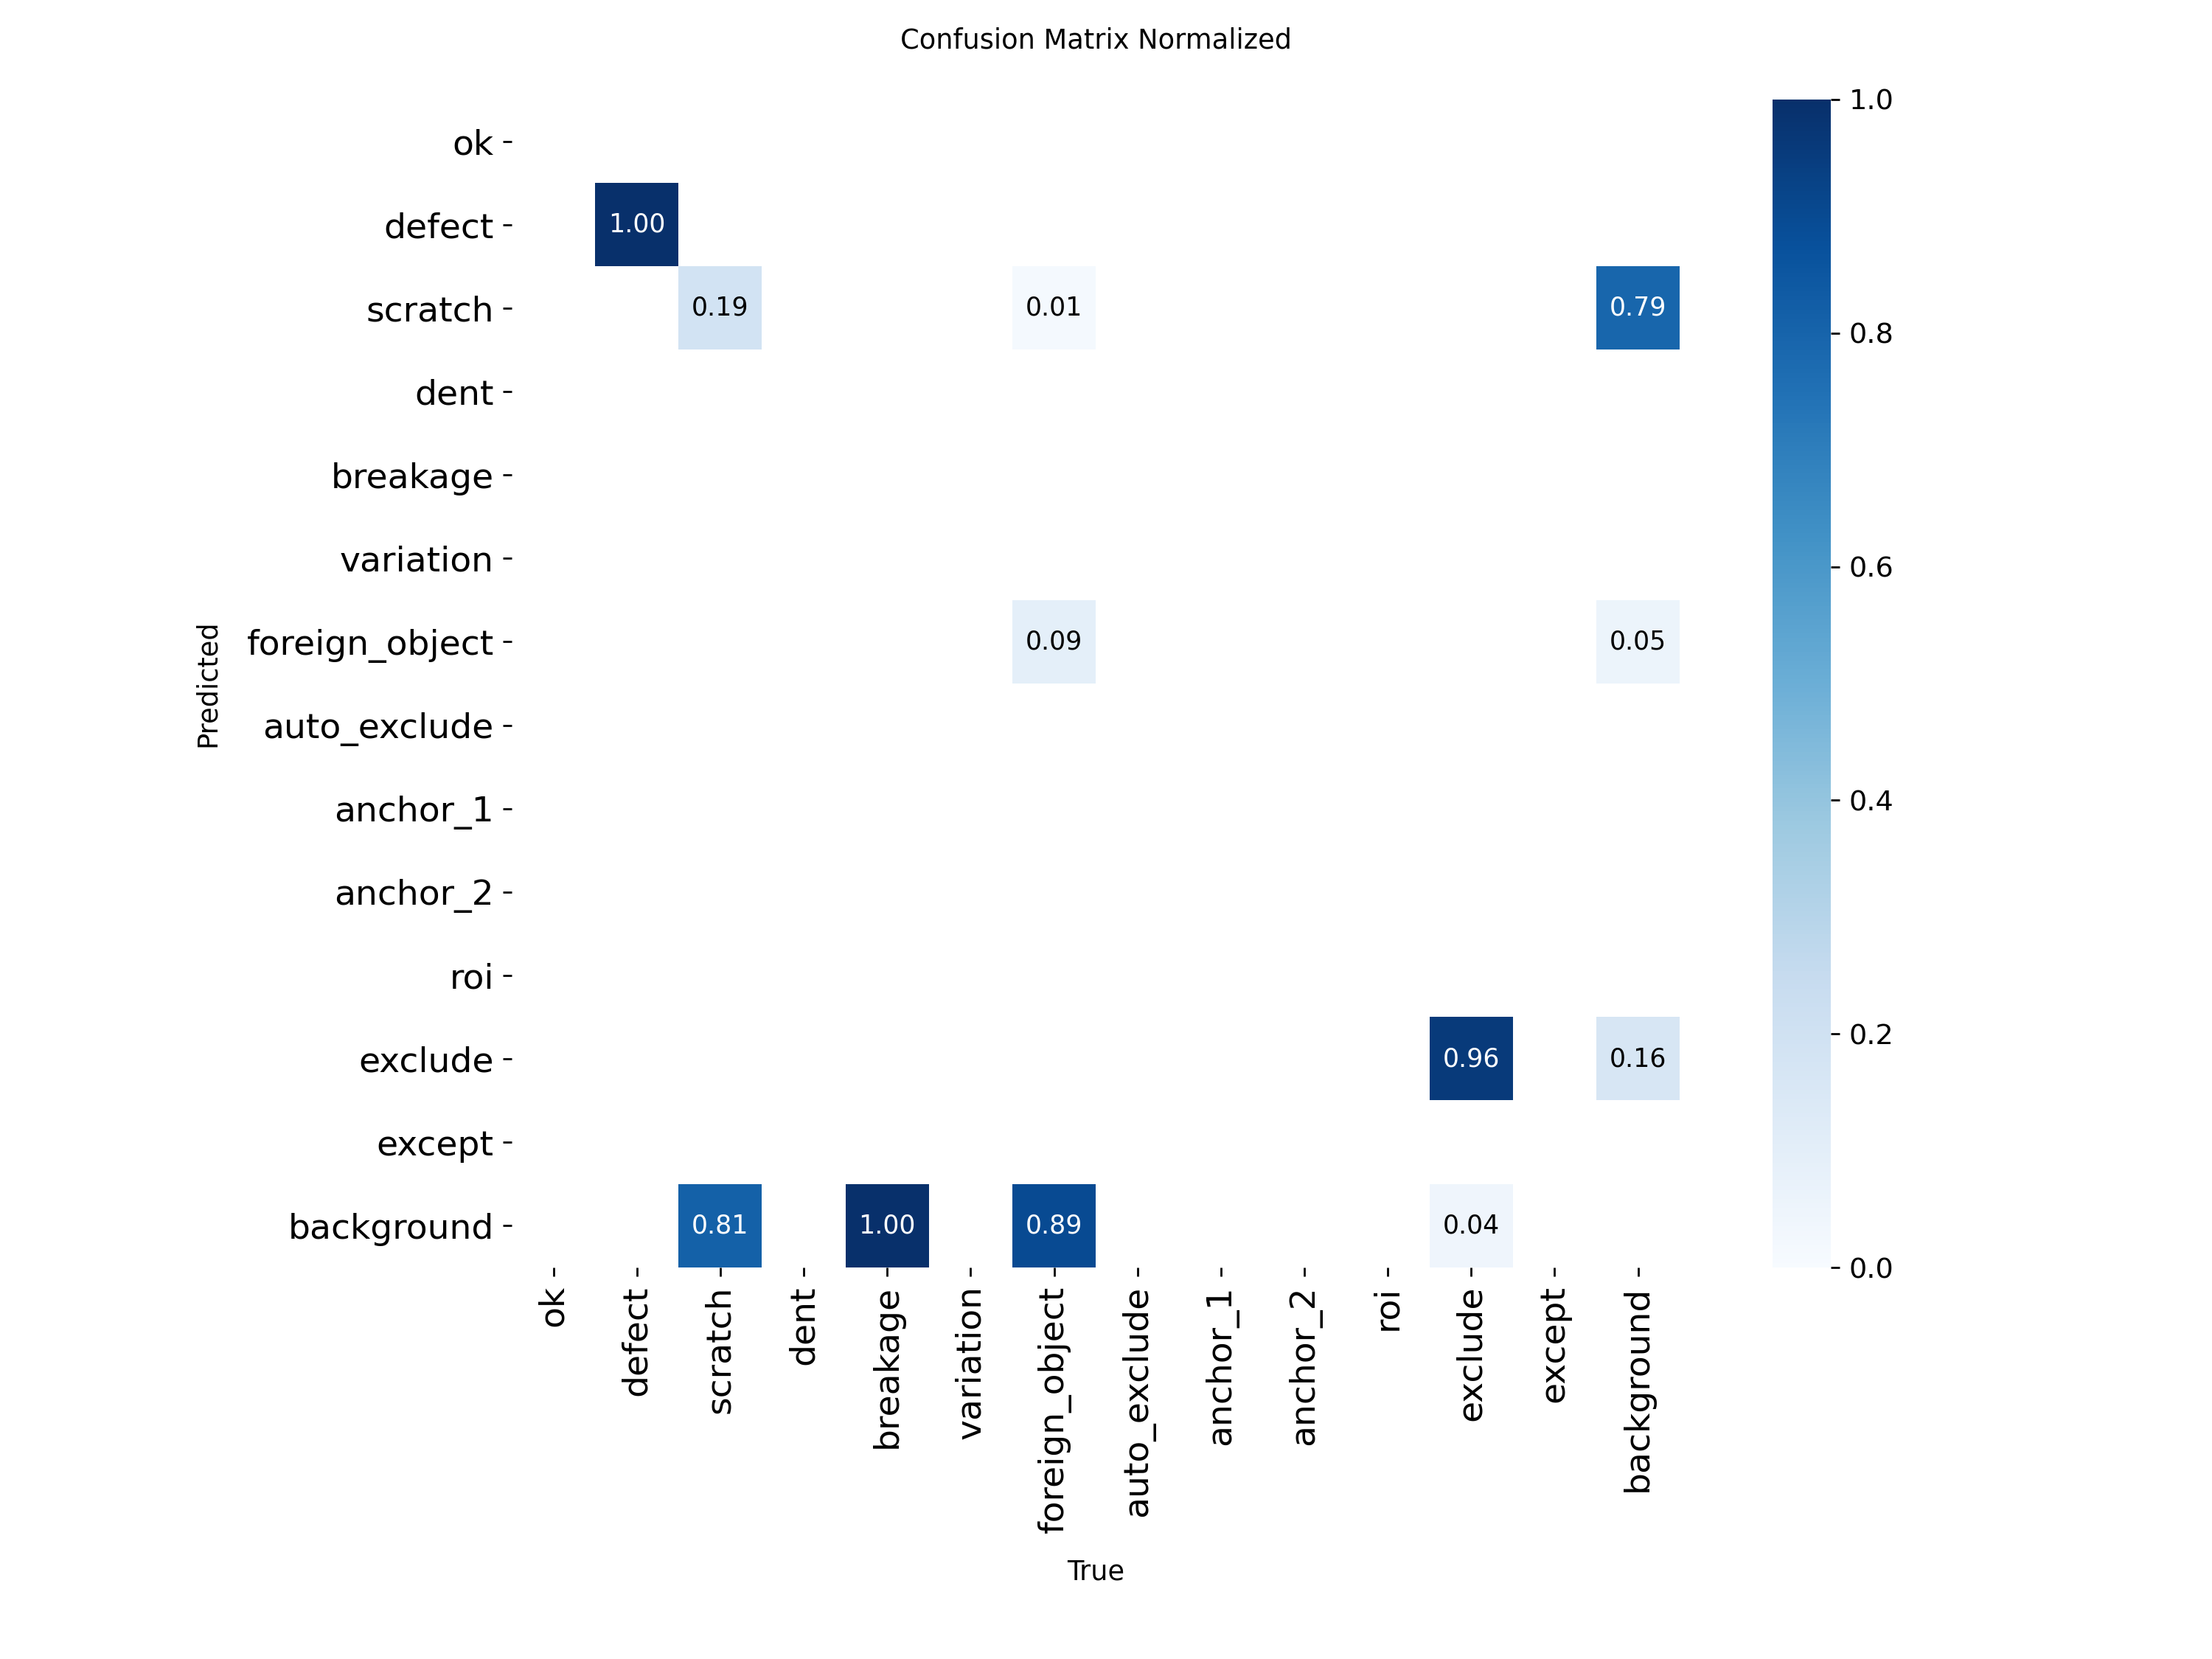 Confusion Matrix Normalized
Predicted
ok
defect 1.00
scratch 0.19 0.01 0.79
dent
breakage
variation
foreign_object 0.09 0.05
auto_exclude
anchor_1
anchor_2
roi
exclude 0.96 0.16
except
background 0.81 1.00 0.89 0.04
ok defect scratch dent breakage variation foreign_object auto_exclude anchor_1 anchor_2 roi exclude except background
True
1.0
0.8
0.6
0.4
0.2
0.0